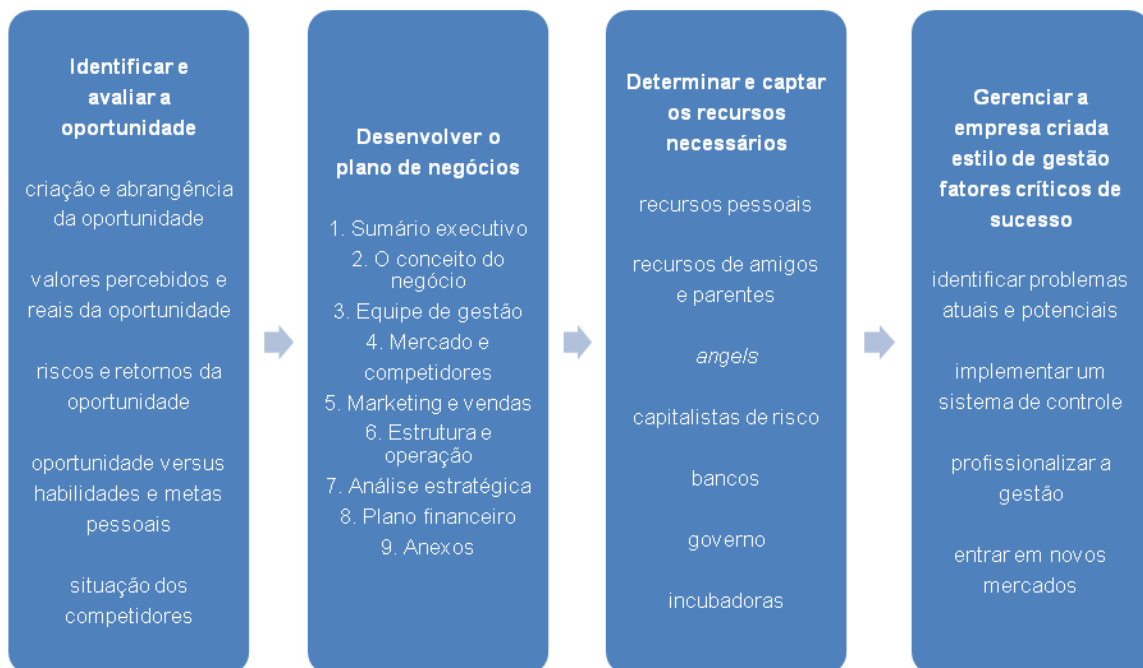 Identificar e
avaliar a
oportunidade
criação e abrangência
da oportunidade
valores percebidos e
reais da oportunidade
riscos e retornos da
oportunidade
oportunidade versus
habilidades e metas
pessoais
situação dos
competidores
Desenvolver o
plano de negócios
1. Sumário executivo
2. O conceito do
negócio
3. Equipe de gestão
4. Mercado e
competidores
5. Marketing e vendas
6. Estrutura e
operação
7. Análise estratégica
8. Plano financeiro
9. Anexos
Determinar e captar
os recursos
necessários
recursos pessoais
recursos de amigos
e parentes
angels
capitalistas de risco
bancos
governo
incubadoras
Gerenciar a
empresa criada
estilo de gestão
fatores críticos de
sucesso
identificar problemas
atuais e potenciais
implementar um
sistema de controle
profissionalizar a
gestão
entrar em novos
mercados